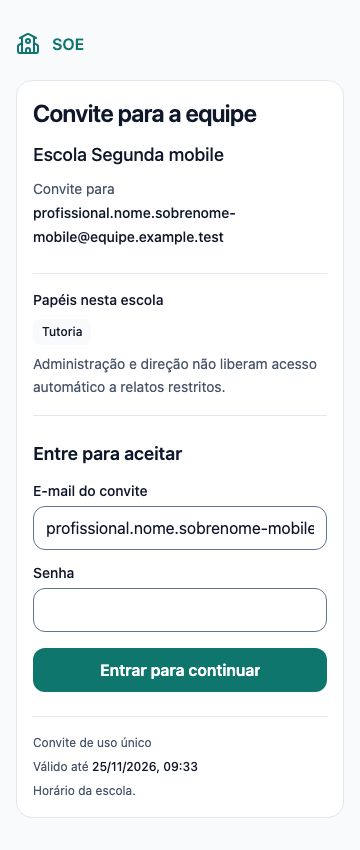 SOE
Convite para a equipe
Escola Segunda mobile
Convite para
profissional.nome.sobrenome-
mobile@equipe.example.test
Papéis nesta escola
Tutoria
Administração e direção não liberam acesso
automático a relatos restritos.
Entre para aceitar
E-mail do convite
profissional.nome.sobrenome-mobile
Senha
Entrar para continuar
Convite de uso único
Válido até 25/11/2026, 09:33
Horário da escola.